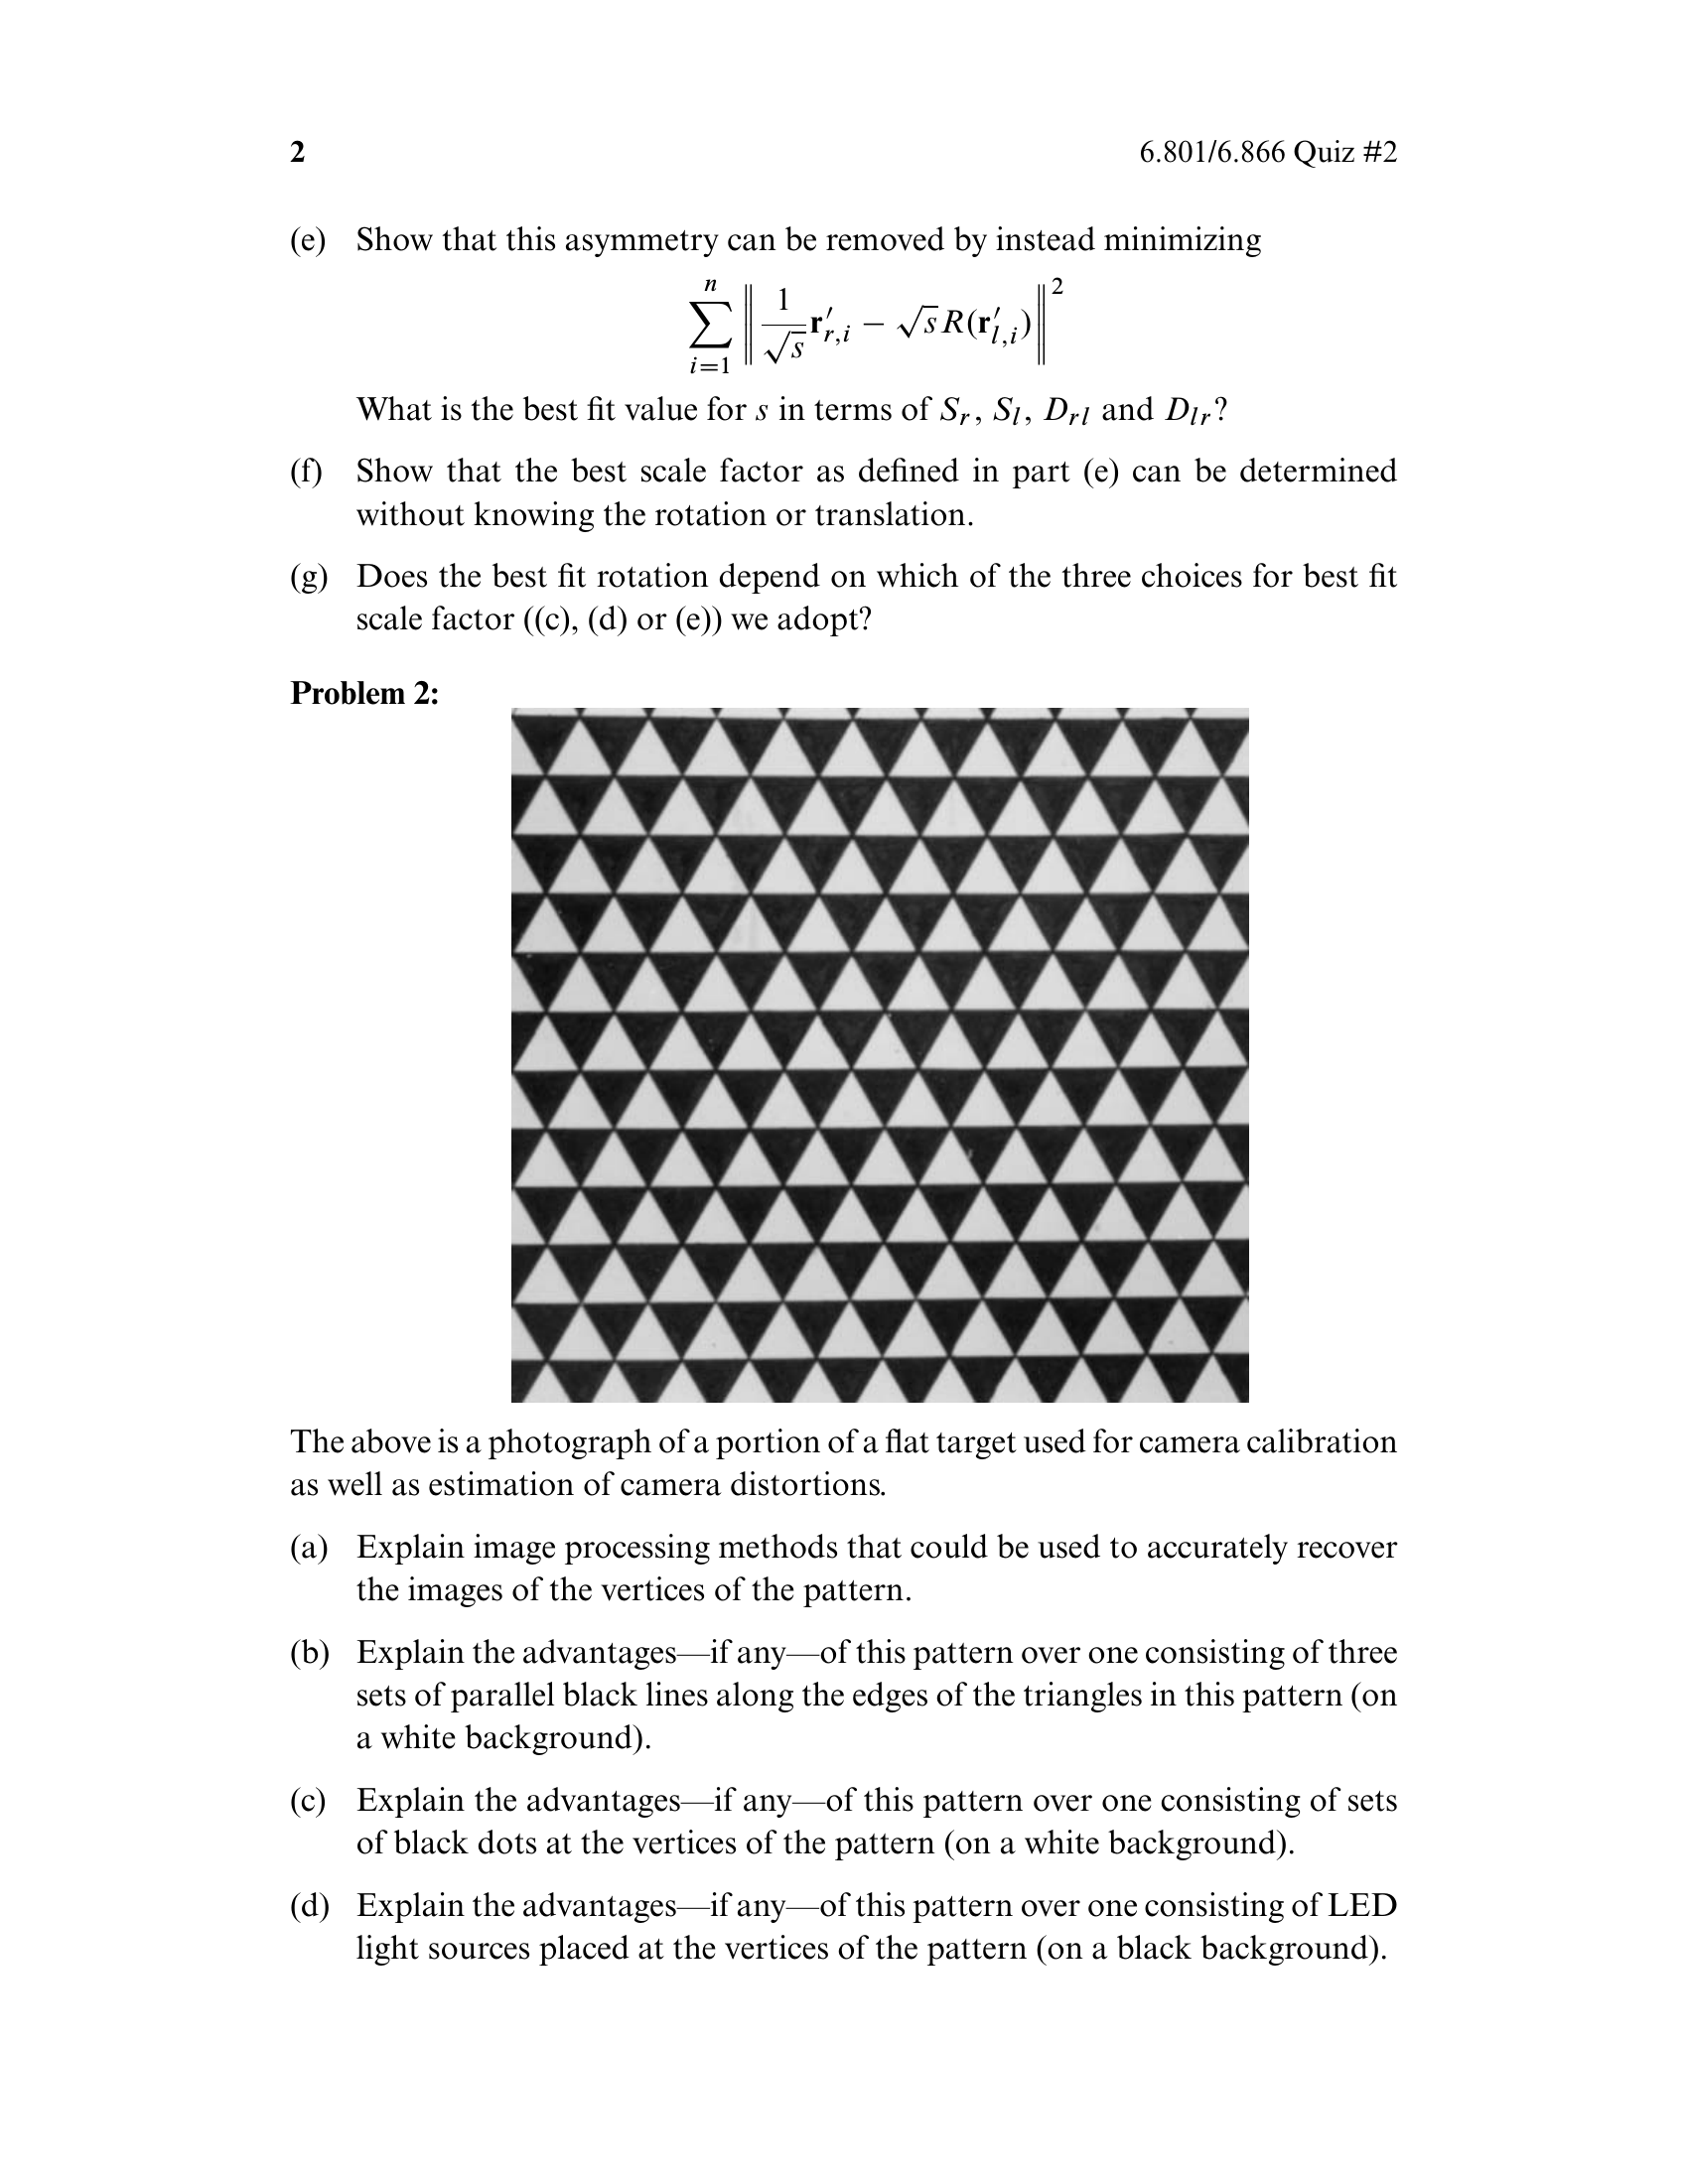 2 6.801/6.866 Quiz #2
(e) Show that this asymmetry can be removed by instead minimizing
$$\sum_{i=1}^{n} \left\| \frac{1}{\sqrt{s}} \mathbf{r}'_{r,i} - \sqrt{s} R(\mathbf{r}'_{l,i}) \right\|^2$$
What is the best fit value for $s$ in terms of $S_r$, $S_l$, $D_{rl}$ and $D_{lr}$?
(f) Show that the best scale factor as defined in part (e) can be determined
without knowing the rotation or translation.
(g) Does the best fit rotation depend on which of the three choices for best fit
scale factor ((c), (d) or (e)) we adopt?
Problem 2:
The above is a photograph of a portion of a flat target used for camera calibration
as well as estimation of camera distortions.
(a) Explain image processing methods that could be used to accurately recover
the images of the vertices of the pattern.
(b) Explain the advantages—if any—of this pattern over one consisting of three
sets of parallel black lines along the edges of the triangles in this pattern (on
a white background).
(c) Explain the advantages—if any—of this pattern over one consisting of sets
of black dots at the vertices of the pattern (on a white background).
(d) Explain the advantages—if any—of this pattern over one consisting of LED
light sources placed at the vertices of the pattern (on a black background).